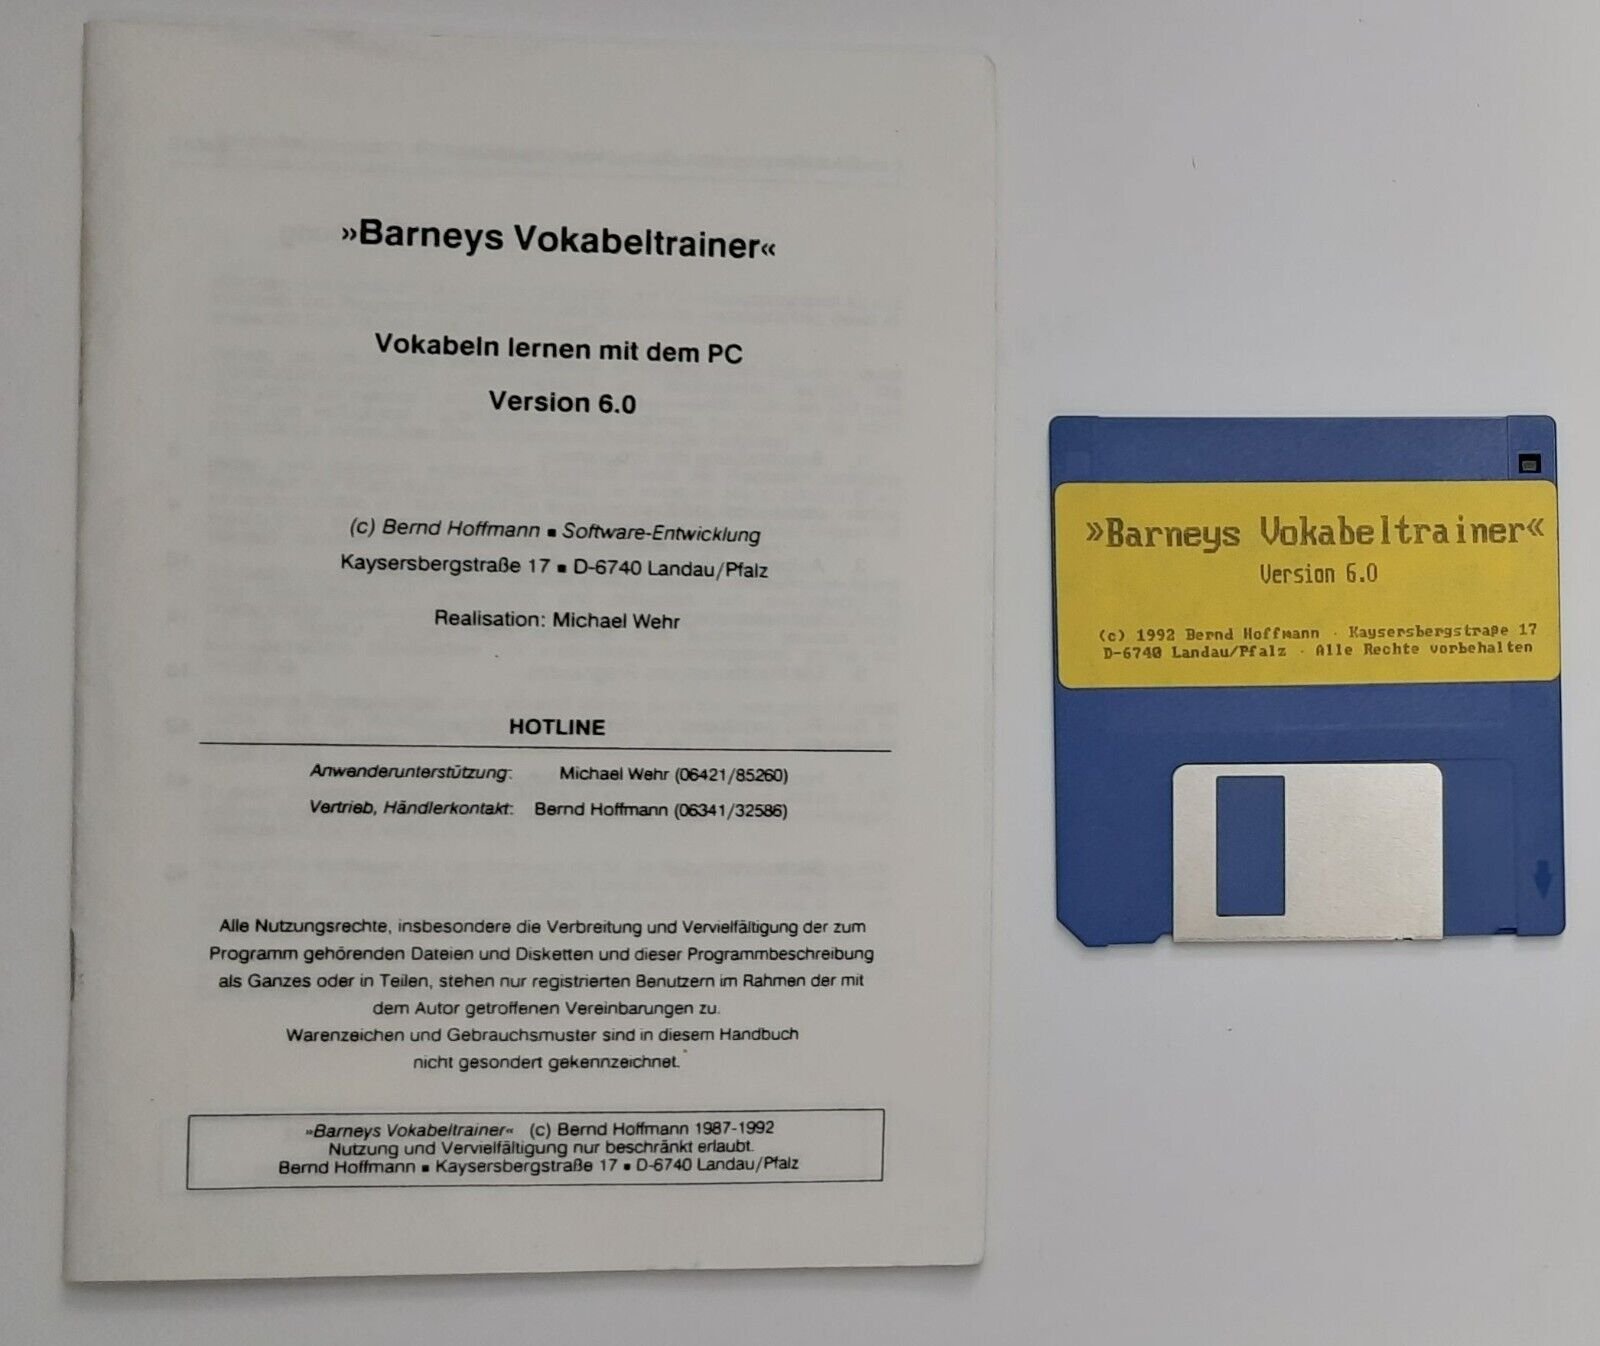 »Barneys Vokabeltrainer«
Vokabeln lernen mit dem PC
Version 6.0
(c) Bernd Hoffmann ■ Software-Entwicklung
Kaysersbergstraße 17 ■ D-6740 Landau/Pfalz
Realisation: Michael Wehr
HOTLINE
Anwenderunterstützung: Michael Wehr (06421/85260)
Vertrieb, Händlerkontakt: Bernd Hoffmann (06341/32586)
Alle Nutzungsrechte, insbesondere die Verbreitung und Vervielfältigung der zum
Programm gehörenden Dateien und Disketten und dieser Programmbeschreibung
als Ganzes oder in Teilen, stehen nur registrierten Benutzern im Rahmen der mit
dem Autor getroffenen Vereinbarungen zu.
Warenzeichen und Gebrauchsmuster sind in diesem Handbuch
nicht gesondert gekennzeichnet.
»Barneys Vokabeltrainer« (c) Bernd Hoffmann 1987-1992
Nutzung und Vervielfältigung nur beschränkt erlaubt.
Bernd Hoffmann ■ Kaysersbergstraße 17 ■ D-6740 Landau/Pfalz
»Barneys Vokabeltrainer«
Version 6.0
(c) 1992 Bernd Hoffmann · Kaysersbergstraße 17
D-6740 Landau/Pfalz · Alle Rechte vorbehalten